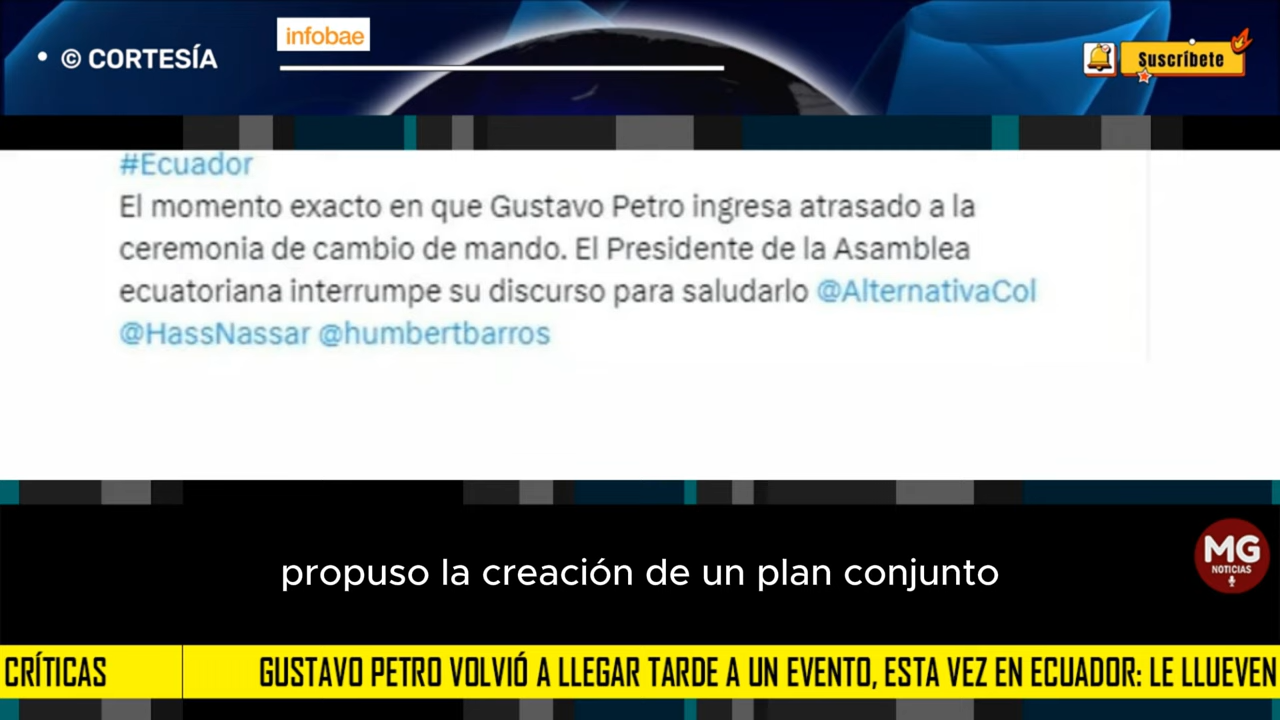 • © CORTESÍA
infobae
Suscríbete
#Ecuador
El momento exacto en que Gustavo Petro ingresa atrasado a la
ceremonia de cambio de mando. El Presidente de la Asamblea
ecuatoriana interrumpe su discurso para saludarlo @AlternativaCol
@HassNassar @humbertbarros
propuso la creación de un plan conjunto
MG
NOTICIAS
CRÍTICAS
GUSTAVO PETRO VOLVIÓ A LLEGAR TARDE A UN EVENTO, ESTA VEZ EN ECUADOR: LE LLUEVEN